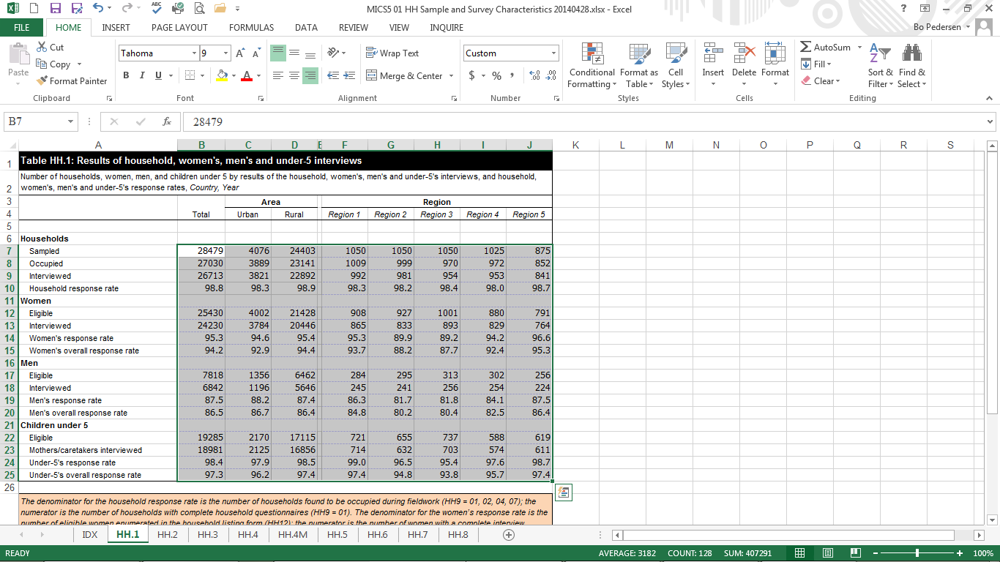 MICS5 01 HH Sample and Survey Characteristics 20140428.xlsx - Excel
FILE HOME INSERT PAGE LAYOUT FORMULAS DATA REVIEW VIEW INQUIRE Bo Pedersen
Paste
Cut
Copy
Format Painter
Clipboard
Tahoma 9
B I U
Font
Wrap Text
Merge & Center
Alignment
Custom
$ % ,
Number
Conditional Formatting
Format as Table
Cell Styles
Styles
Insert Delete Format
Cells
AutoSum
Fill
Clear
Sort & Filter
Find & Select
Editing
B7 fx 28479
A B C D E F G H I J K L M N O P Q R S
1 Table HH.1: Results of household, women's, men's and under-5 interviews
Number of households, women, men, and children under 5 by results of the household, women's, men's and under-5's interviews, and household,
2 women's, men's and under-5's response rates, Country, Year
3 Area Region
4 Total Urban Rural Region 1 Region 2 Region 3 Region 4 Region 5
5
6 Households
7 Sampled 28479 4076 24403 1050 1050 1050 1025 875
8 Occupied 27030 3889 23141 1009 999 970 972 852
9 Interviewed 26713 3821 22892 992 981 954 953 841
10 Household response rate 98.8 98.3 98.9 98.3 98.2 98.4 98.0 98.7
11 Women
12 Eligible 25430 4002 21428 908 927 1001 880 791
13 Interviewed 24230 3784 20446 865 833 893 829 764
14 Women's response rate 95.3 94.6 95.4 95.3 89.9 89.2 94.2 96.6
15 Women's overall response rate 94.2 92.9 94.4 93.7 88.2 87.7 92.4 95.3
16 Men
17 Eligible 7818 1356 6462 284 295 313 302 256
18 Interviewed 6842 1196 5646 245 241 256 254 224
19 Men's response rate 87.5 88.2 87.4 86.3 81.7 81.8 84.1 87.5
20 Men's overall response rate 86.5 86.7 86.4 84.8 80.2 80.4 82.5 86.4
21 Children under 5
22 Eligible 19285 2170 17115 721 655 737 588 619
23 Mothers/caretakers interviewed 18981 2125 16856 714 632 703 574 611
24 Under-5's response rate 98.4 97.9 98.5 99.0 96.5 95.4 97.6 98.7
25 Under-5's overall response rate 97.3 96.2 97.4 97.4 94.8 93.8 95.7 97.4
26
The denominator for the household response rate is the number of households found to be occupied during fieldwork (HH9 = 01, 02, 04, 07); the
numerator is the number of households with complete household questionnaires (HH9 = 01). The denominator for the women's response rate is the
number of eligible women enumerated in the household listing form (HH12); the numerator is the number of women with a complete interview
IDX HH.1 HH.2 HH.3 HH.4 HH.4M HH.5 HH.6 HH.7 HH.8
READY AVERAGE: 3182 COUNT: 128 SUM: 407291 100%